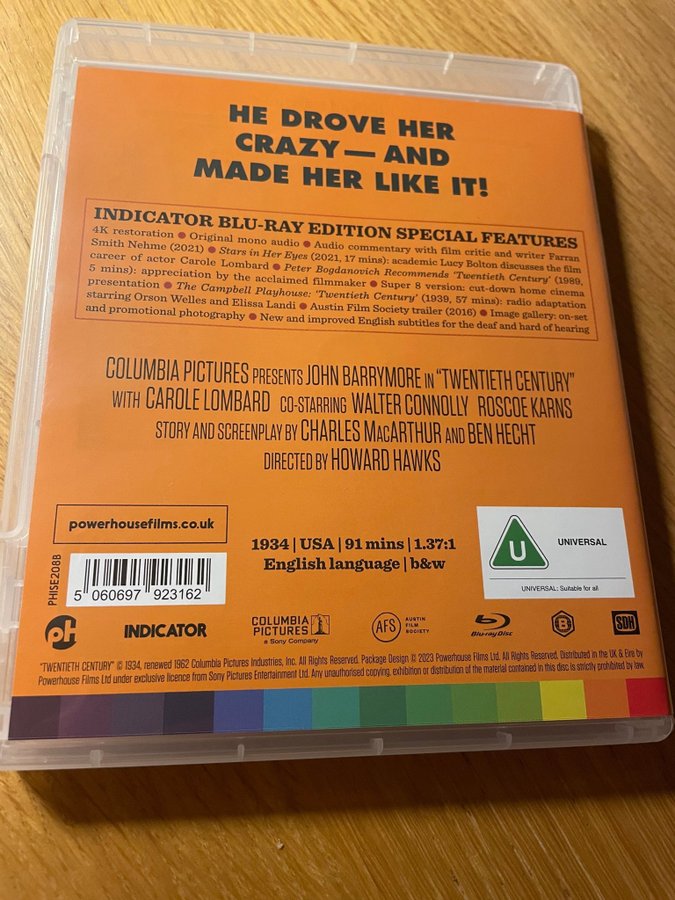 HE DROVE HER
CRAZY — AND
MADE HER LIKE IT!
INDICATOR BLU-RAY EDITION SPECIAL FEATURES
4K restoration ● Original mono audio ● Audio commentary with film critic and writer Farran
Smith Nehme (2021) ● Stars in Her Eyes (2021, 17 mins): academic Lucy Bolton discusses the film
career of actor Carole Lombard ● Peter Bogdanovich Recommends 'Twentieth Century' (1989,
5 mins): appreciation by the acclaimed filmmaker ● Super 8 version: cut-down home cinema
presentation ● The Campbell Playhouse: 'Twentieth Century' (1939, 57 mins): radio adaptation
starring Orson Welles and Elissa Landi ● Austin Film Society trailer (2016) ● Image gallery: on-set
and promotional photography ● New and improved English subtitles for the deaf and hard of hearing
COLUMBIA PICTURES PRESENTS JOHN BARRYMORE IN "TWENTIETH CENTURY"
WITH CAROLE LOMBARD CO-STARRING WALTER CONNOLLY ROSCOE KARNS
STORY AND SCREENPLAY BY CHARLES MacARTHUR AND BEN HECHT
DIRECTED BY HOWARD HAWKS
powerhousefilms.co.uk
PHISE208B
5 060697 923162
1934 | USA | 91 mins | 1.37:1
English language | b&w
U
UNIVERSAL
UNIVERSAL: Suitable for all
pH
INDICATOR
COLUMBIA
PICTURES
a Sony Company
AFS
AUSTIN
FILM
SOCIETY
Blu-ray Disc
B
SDH
"TWENTIETH CENTURY" © 1934, renewed 1962 Columbia Pictures Industries, Inc. All Rights Reserved. Package Design © 2023 Powerhouse Films Ltd. All Rights Reserved. Distributed in the UK & Eire by
Powerhouse Films Ltd under exclusive licence from Sony Pictures Entertainment Ltd. Any unauthorised copying, exhibition or distribution of the material contained in this disc is strictly prohibited by law.